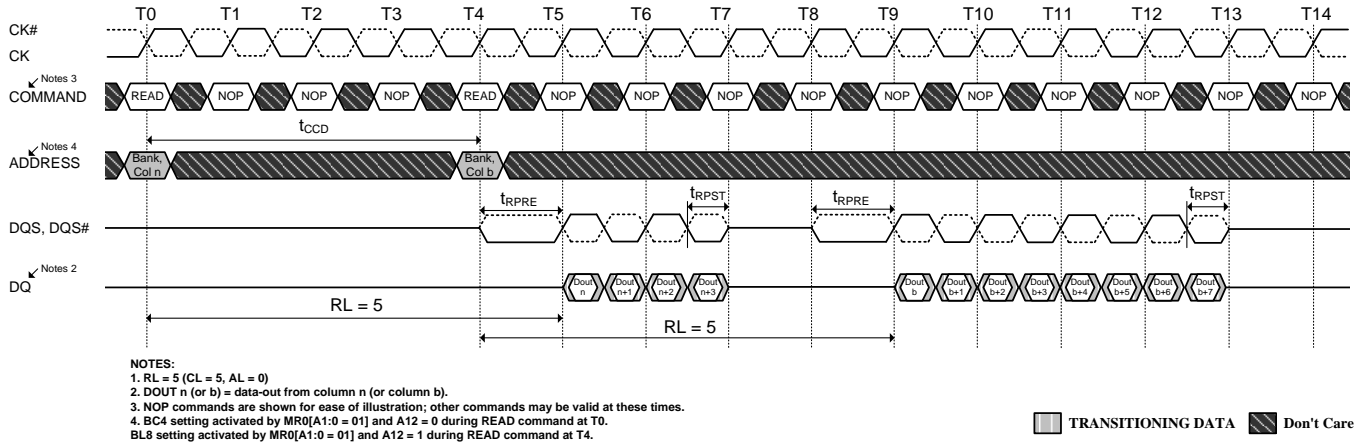 T0 T1 T2 T3 T4 T5 T6 T7 T8 T9 T10 T11 T12 T13 T14
CK#
CK
Notes 3
COMMAND
READ NOP NOP NOP READ NOP NOP NOP NOP NOP NOP NOP NOP NOP NOP
tCCD
Notes 4
ADDRESS
Bank, Col n
Bank, Col b
tRPRE tRPST tRPRE tRPST
DQS, DQS#
Notes 2
DQ
Dout n Dout n+1 Dout n+2 Dout n+3 Dout b Dout b+1 Dout b+2 Dout b+3 Dout b+4 Dout b+5 Dout b+6 Dout b+7
RL = 5
RL = 5
NOTES:
1. RL = 5 (CL = 5, AL = 0)
2. DOUT n (or b) = data-out from column n (or column b).
3. NOP commands are shown for ease of illustration; other commands may be valid at these times.
4. BC4 setting activated by MR0[A1:0 = 01] and A12 = 0 during READ command at T0.
BL8 setting activated by MR0[A1:0 = 01] and A12 = 1 during READ command at T4.
TRANSITIONING DATA Don't Care